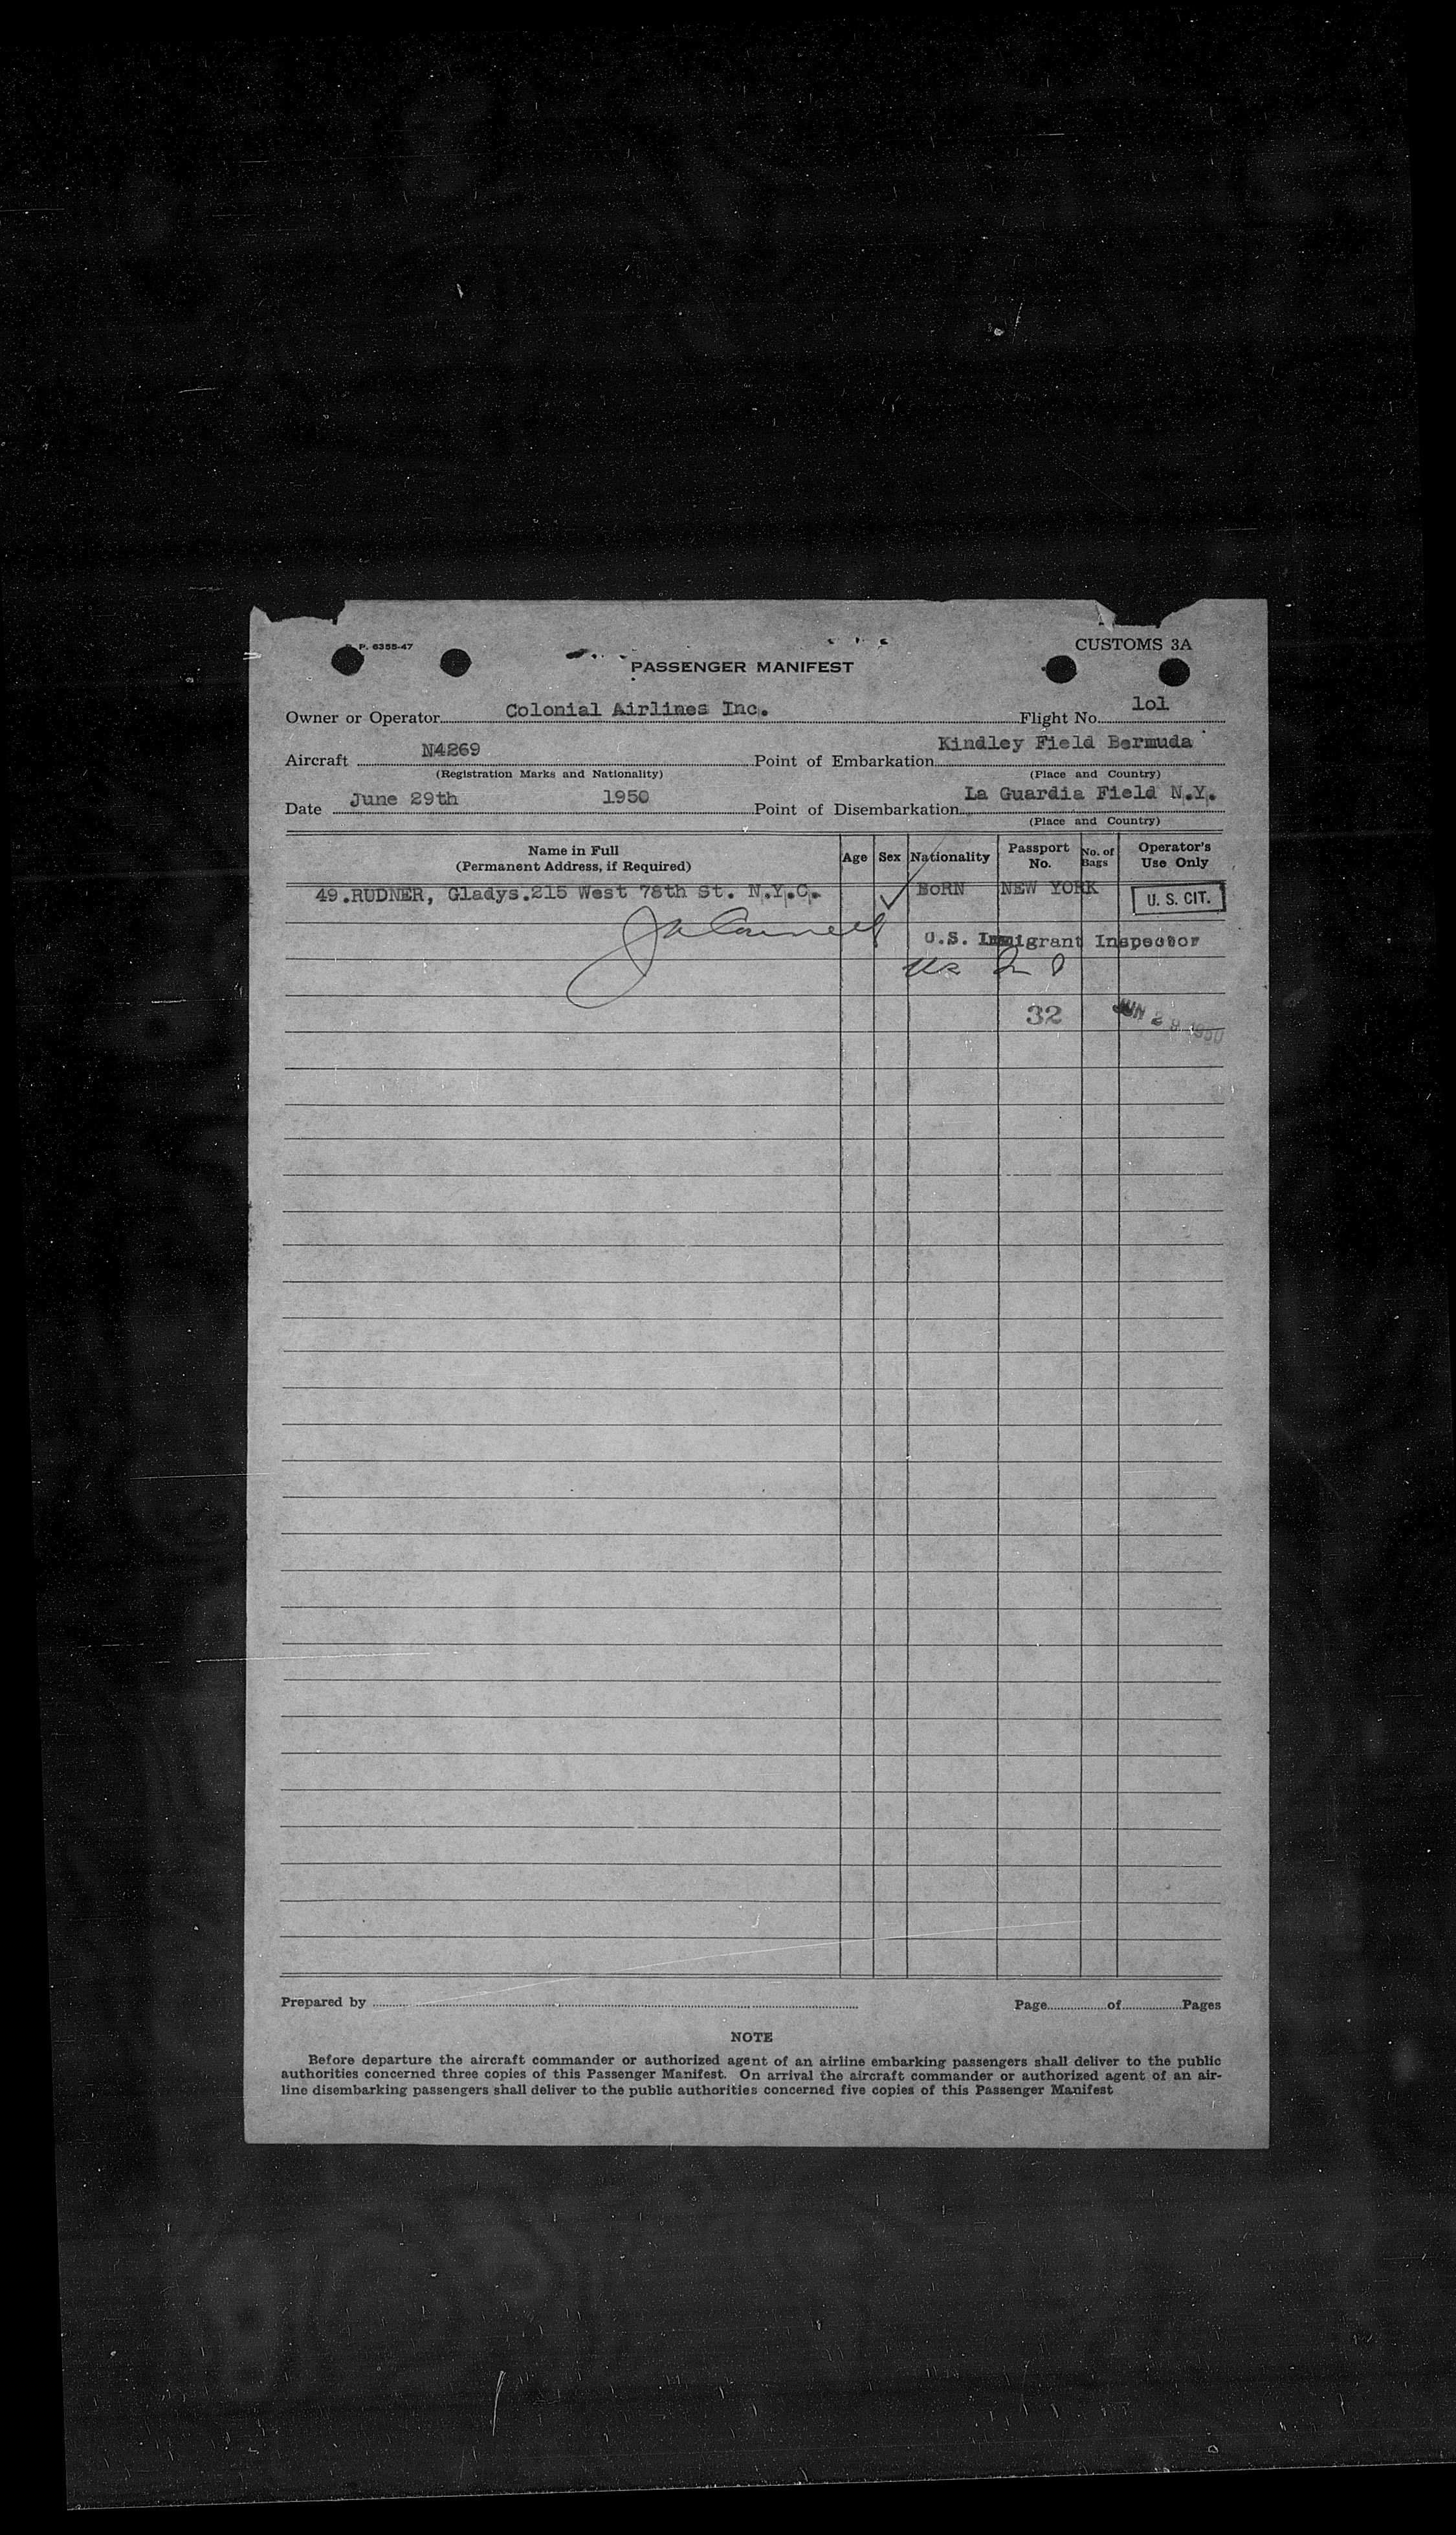 P. 6355-47
CUSTOMS 3A
PASSENGER MANIFEST
Owner or Operator Colonial Airlines Inc. Flight No. lol
Aircraft N4269 Point of Embarkation Kindley Field Bermuda
(Registration Marks and Nationality) (Place and Country)
Date June 29th 1950 Point of Disembarkation La Guardia Field N.Y.
(Place and Country)
Name in Full Age Sex Nationality Passport No. No. of Bags Operator's Use Only
(Permanent Address, if Required)
49.RUDNER, Gladys.215 West 78th St. N.Y.C. BORN NEW YORK U. S. CIT.
U.S. Immigrant Inspector
32 JUN 29 1950
Prepared by Page of Pages
NOTE
Before departure the aircraft commander or authorized agent of an airline embarking passengers shall deliver to the public
authorities concerned three copies of this Passenger Manifest. On arrival the aircraft commander or authorized agent of an air-
line disembarking passengers shall deliver to the public authorities concerned five copies of this Passenger Manifest